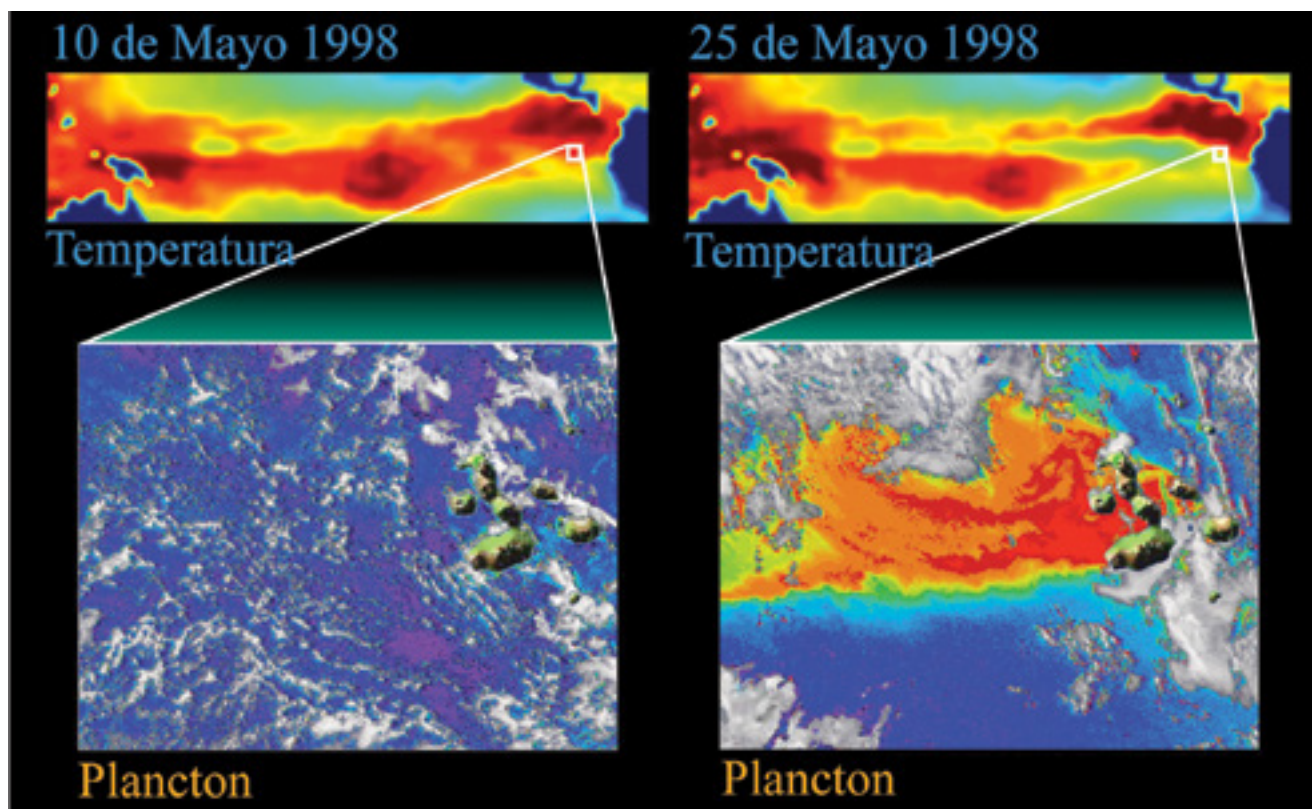 10 de Mayo 1998
25 de Mayo 1998
Temperatura
Temperatura
Plancton
Plancton